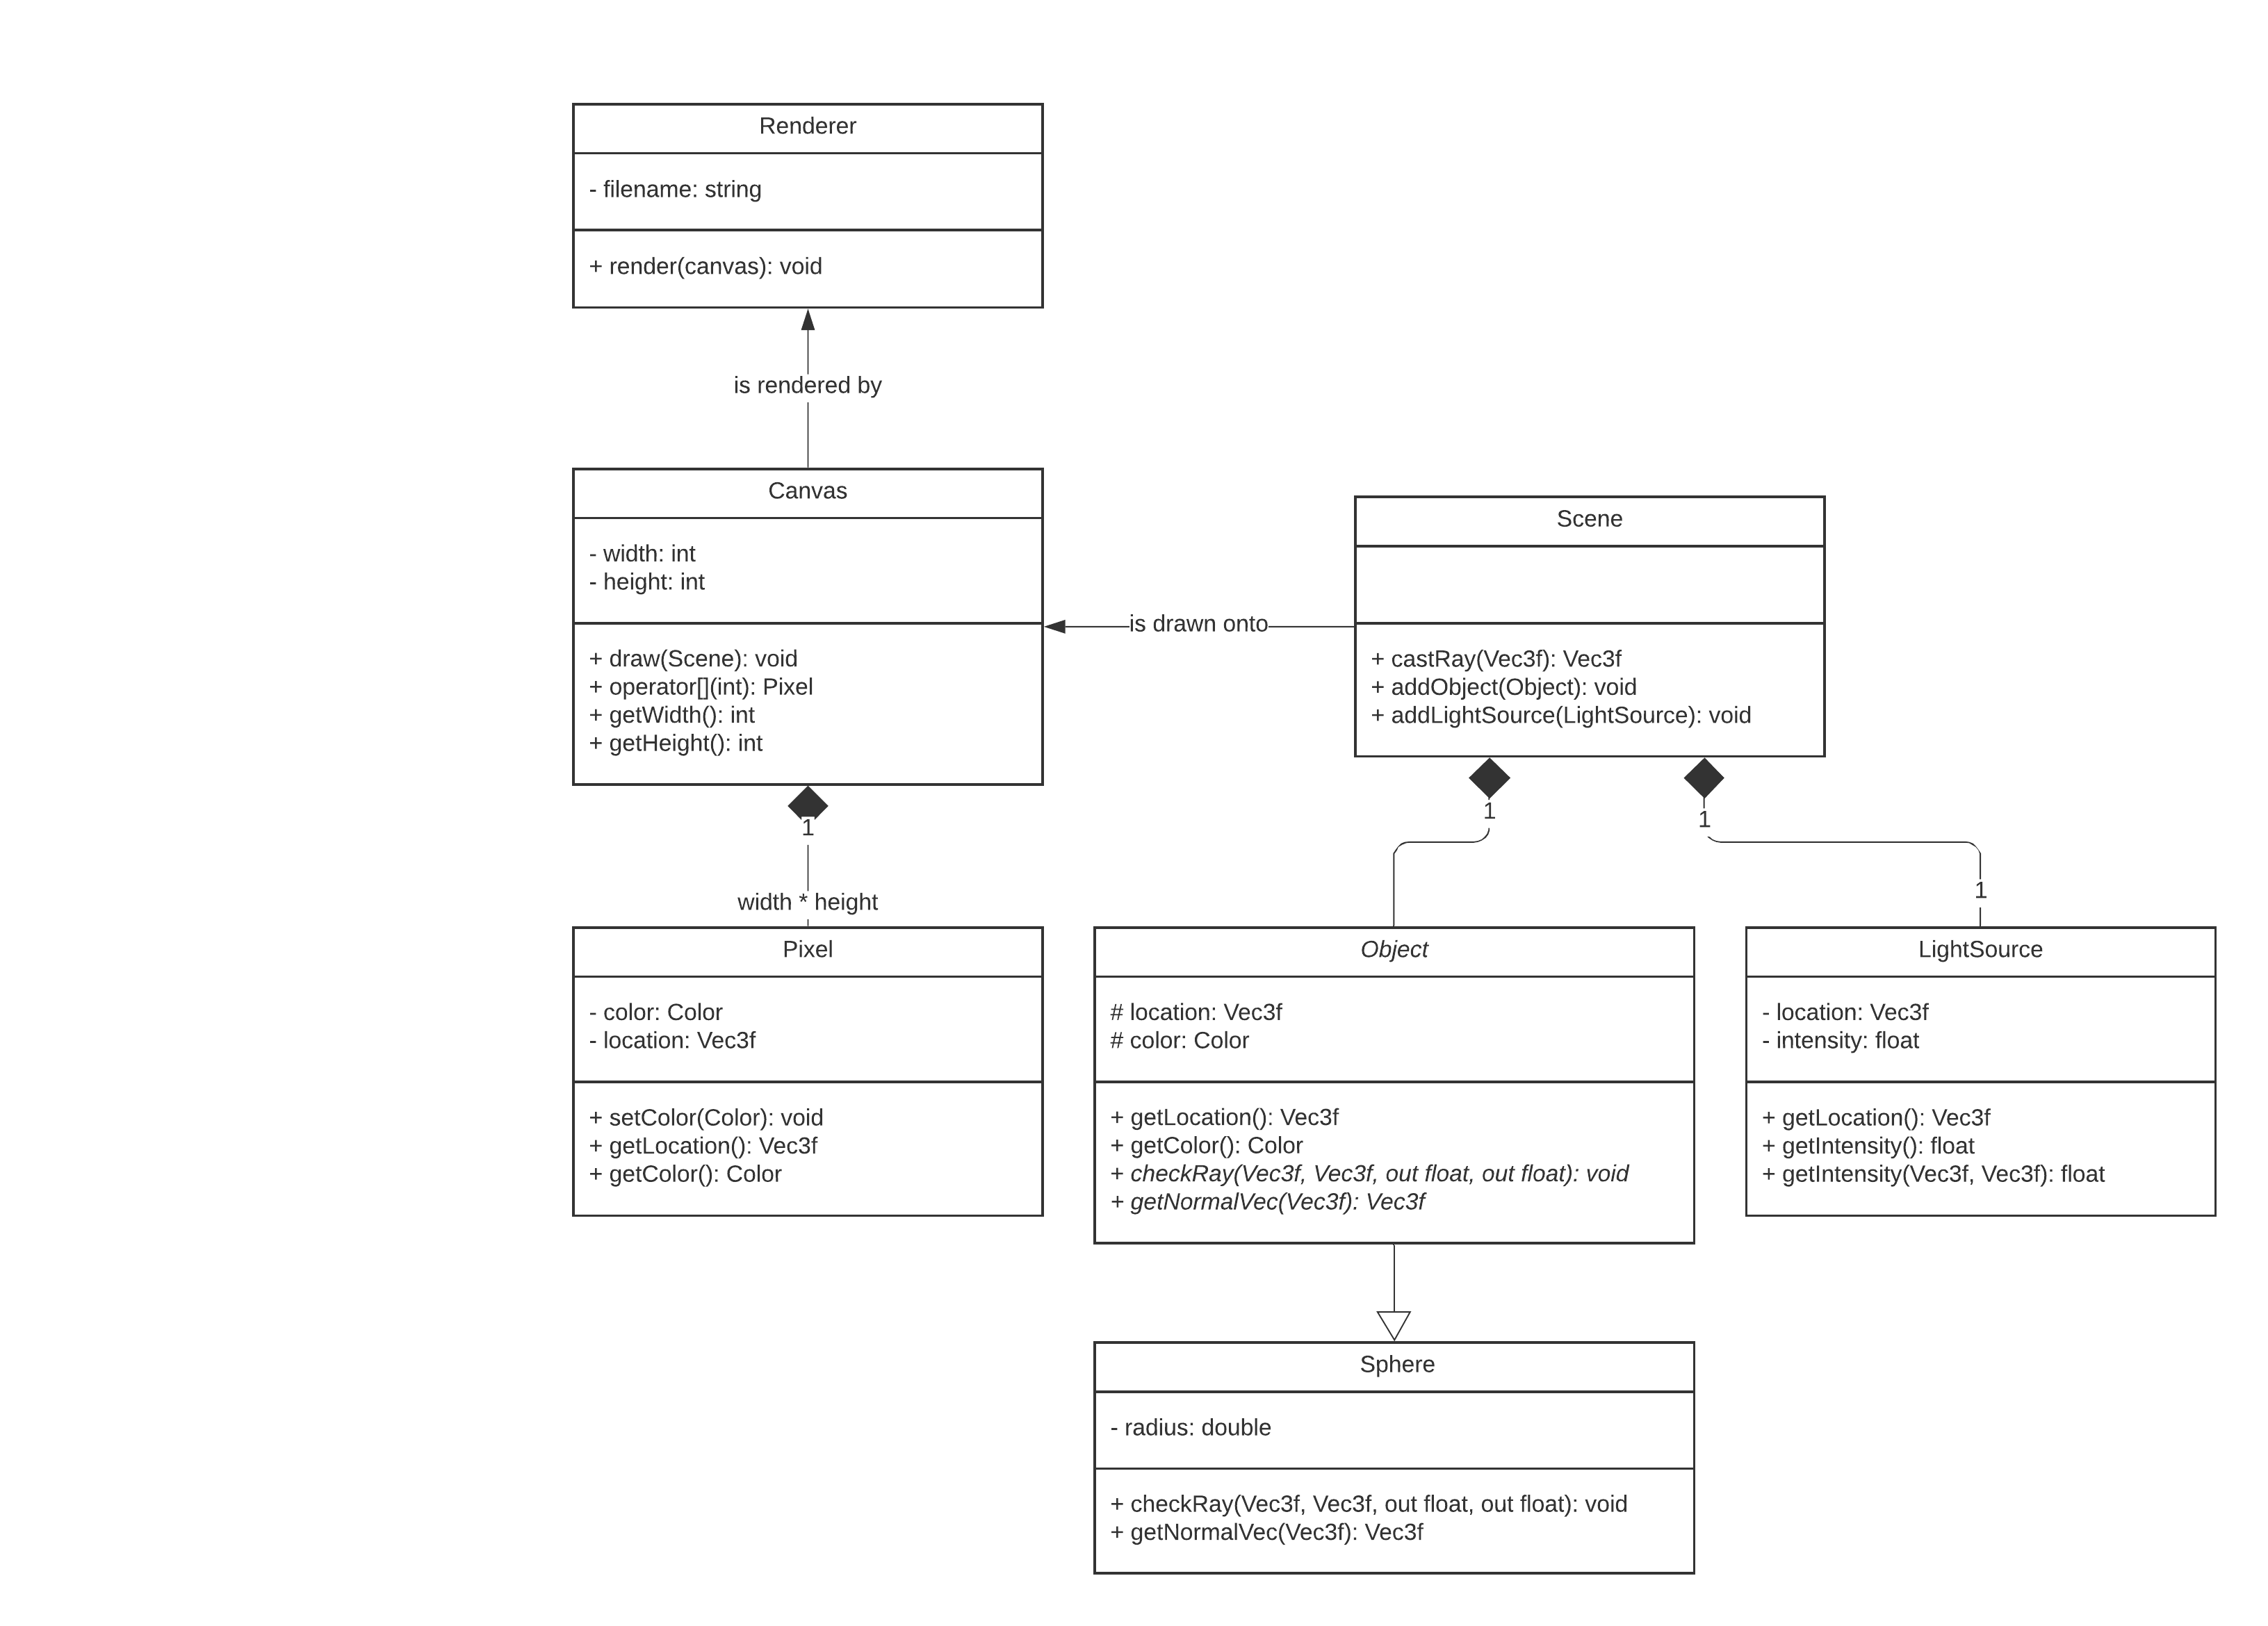 Renderer
- filename: string
+ render(canvas): void
is rendered by
Canvas
- width: int
- height: int
+ draw(Scene): void
+ operator[](int): Pixel
+ getWidth(): int
+ getHeight(): int
is drawn onto
Scene
+ castRay(Vec3f): Vec3f
+ addObject(Object): void
+ addLightSource(LightSource): void
1
width * height
1
1
1
Pixel
- color: Color
- location: Vec3f
+ setColor(Color): void
+ getLocation(): Vec3f
+ getColor(): Color
Object
# location: Vec3f
# color: Color
+ getLocation(): Vec3f
+ getColor(): Color
+ checkRay(Vec3f, Vec3f, out float, out float): void
+ getNormalVec(Vec3f): Vec3f
LightSource
- location: Vec3f
- intensity: float
+ getLocation(): Vec3f
+ getIntensity(): float
+ getIntensity(Vec3f, Vec3f): float
Sphere
- radius: double
+ checkRay(Vec3f, Vec3f, out float, out float): void
+ getNormalVec(Vec3f): Vec3f